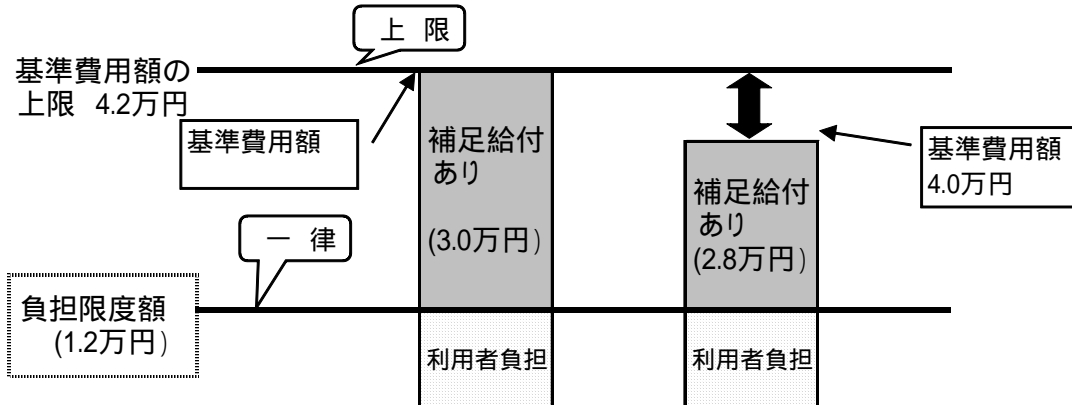 上 限
基準費用額の
上限 4.2万円
基準費用額
補足給付
あり
(3.0万円)
基準費用額
4.0万円
補足給付
あり
(2.8万円)
一 律
負担限度額
(1.2万円)
利用者負担
利用者負担